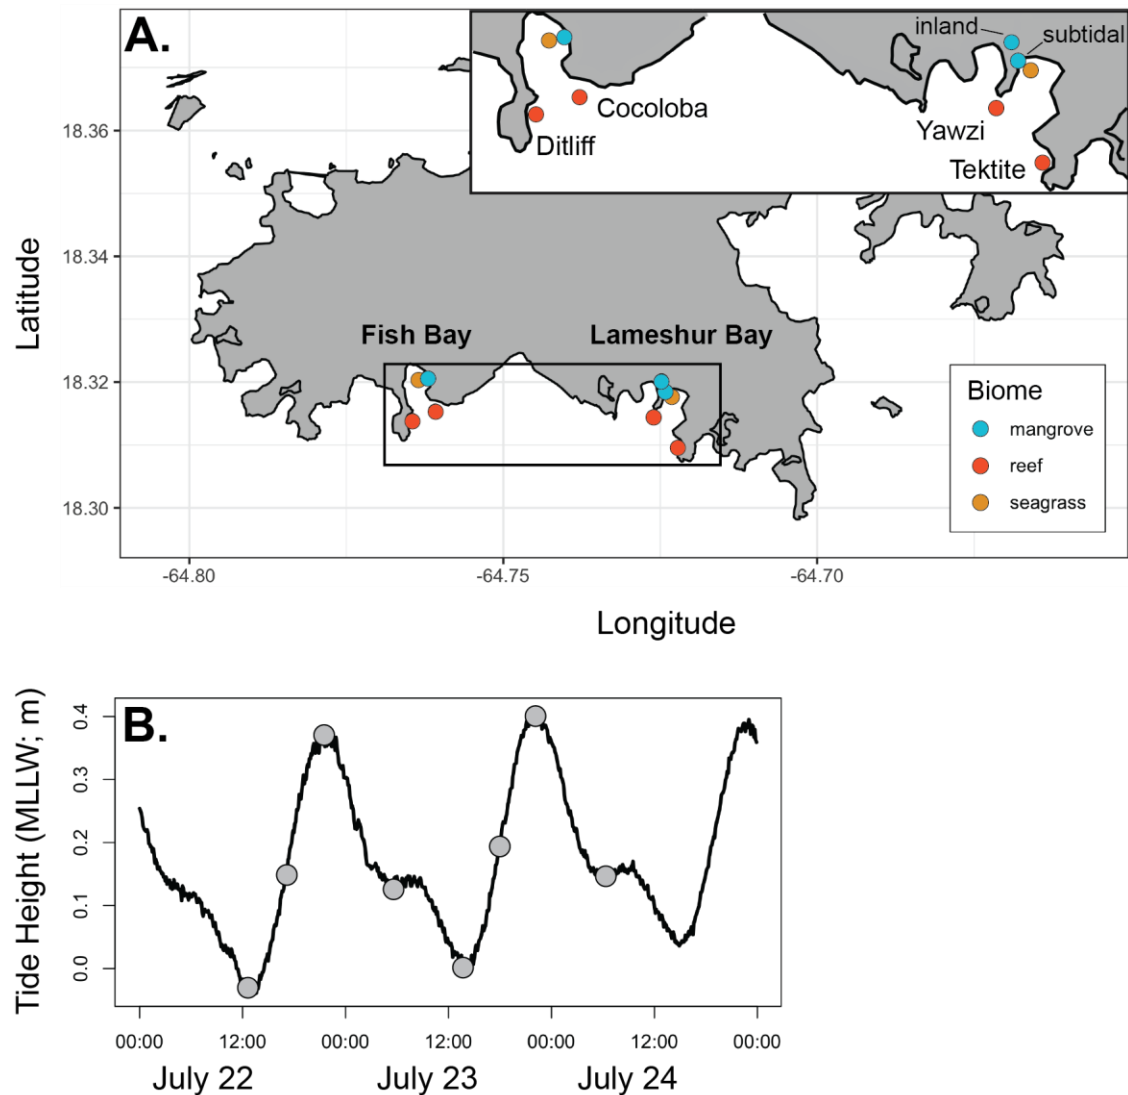 A.
inland
subtidal
Cocoloba
Ditliff
Yawzi
Tektite
18.36
18.34
18.32
18.30
Latitude
Fish Bay
Lameshur Bay
Biome
mangrove
reef
seagrass
-64.80
-64.75
-64.70
Longitude
B.
Tide Height (MLLW; m)
0.4
0.3
0.2
0.1
0.0
00:00
12:00
00:00
12:00
00:00
12:00
00:00
July 22
July 23
July 24